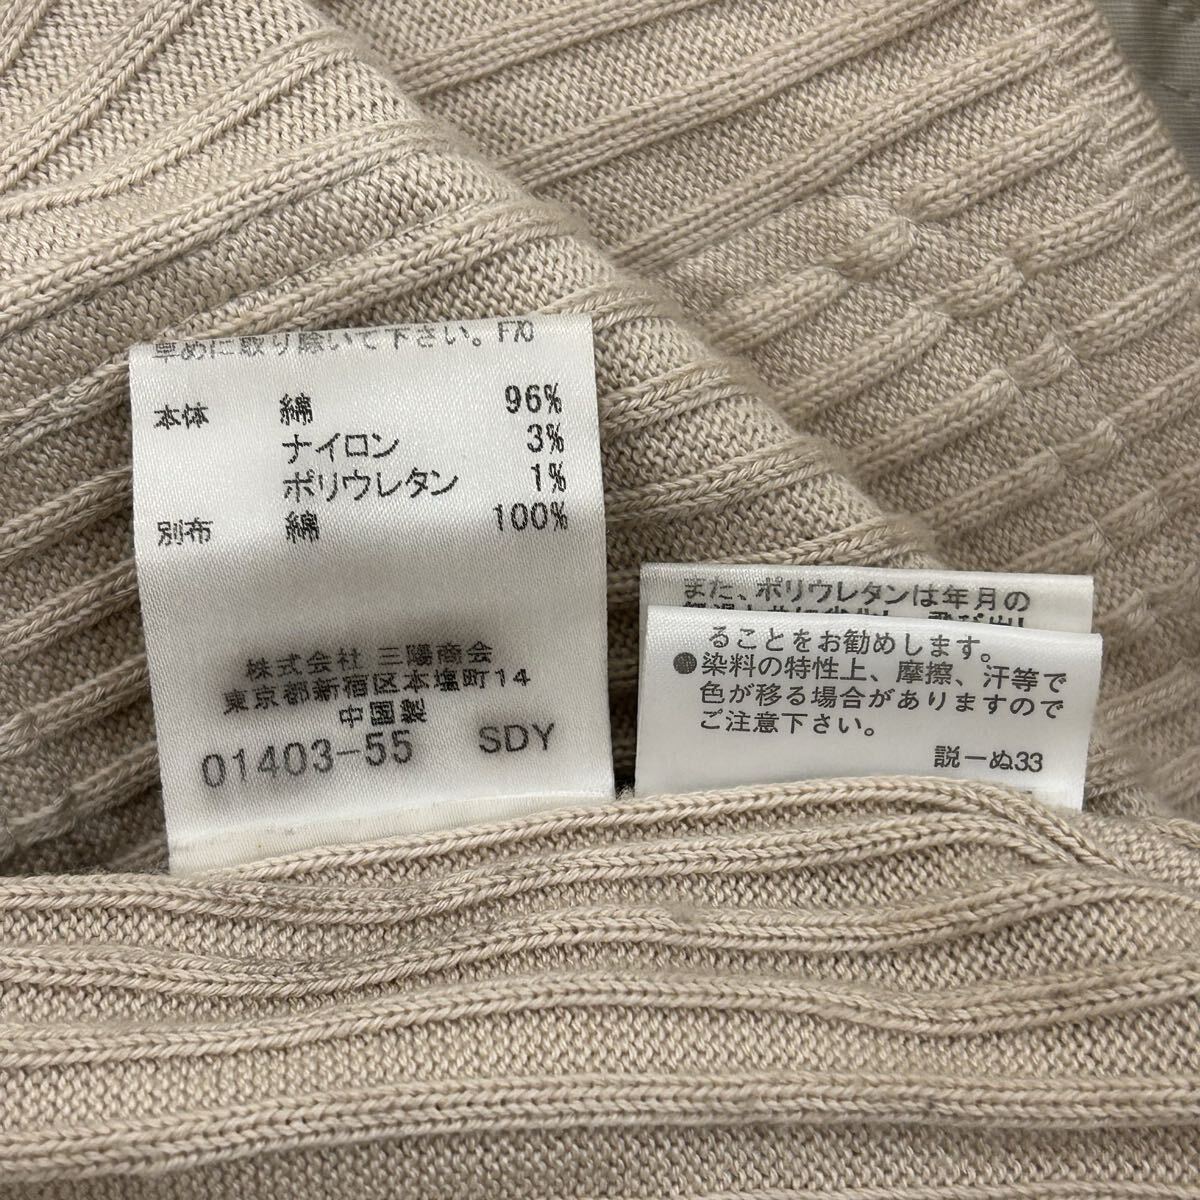 早めに取り除いて下さい。F70
本体 綿 96%
ナイロン 3%
ポリウレタン 1%
別布 綿 100%
株式会社 三陽商会
東京都新宿区本塩町14
中国製
01403-55 SDY
また、ポリウレタンは年月の
ることをお勧めします。
●染料の特性上、摩擦、汗等で
色が移る場合がありますので
ご注意下さい。
説ーぬ33